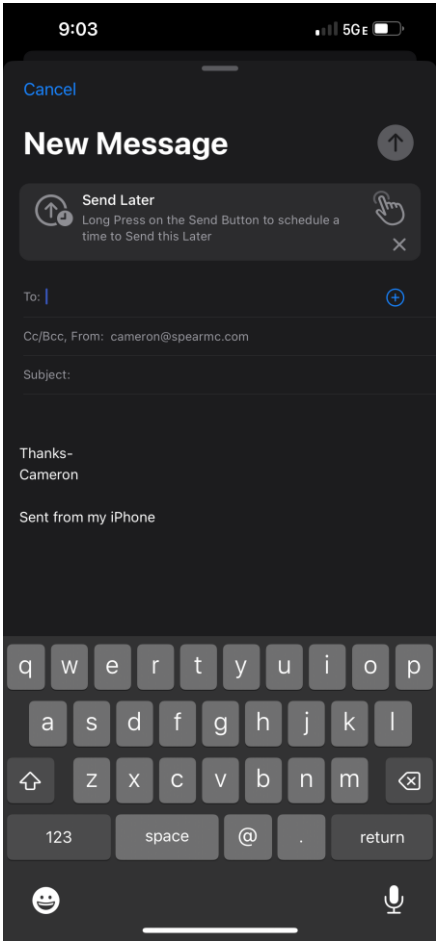 9:03 5GE
Cancel
New Message
Send Later
Long Press on the Send Button to schedule a
time to Send this Later
To:
Cc/Bcc, From: cameron@spearmc.com
Subject:
Thanks-
Cameron
Sent from my iPhone
q w e r t y u i o p
a s d f g h j k l
z x c v b n m
123 space @ . return